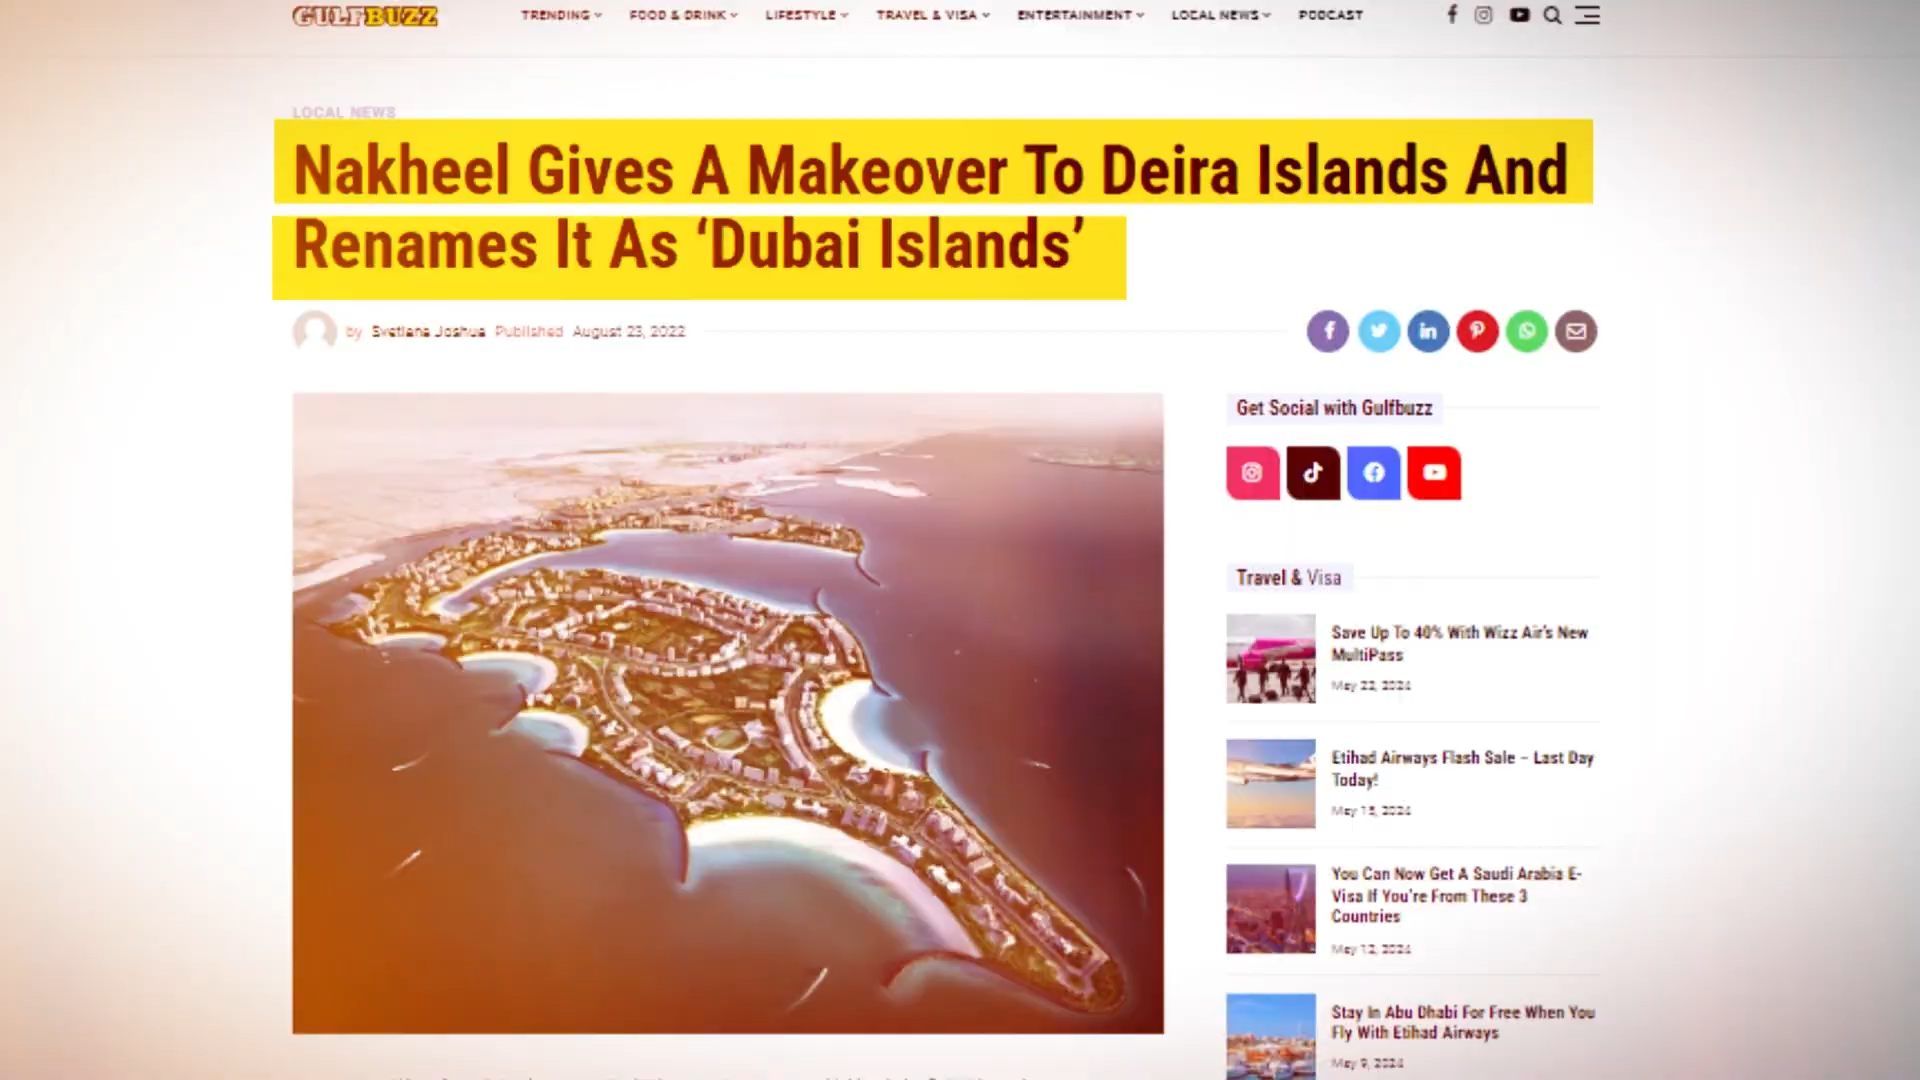 GULFBUZZ
TRENDING
FOOD & DRINK
LIFESTYLE
TRAVEL & VISA
ENTERTAINMENT
LOCAL NEWS
PODCAST
LOCAL NEWS
Nakheel Gives A Makeover To Deira Islands And
Renames It As ‘Dubai Islands’
by Svetlana Joshua Published August 23, 2022
Get Social with Gulfbuzz
Travel & Visa
Save Up To 40% With Wizz Air's New
MultiPass
May 22, 2024
Etihad Airways Flash Sale – Last Day
Today!
May 15, 2024
You Can Now Get A Saudi Arabia E-
Visa If You're From These 3
Countries
May 12, 2024
Stay In Abu Dhabi For Free When You
Fly With Etihad Airways
May 9, 2024